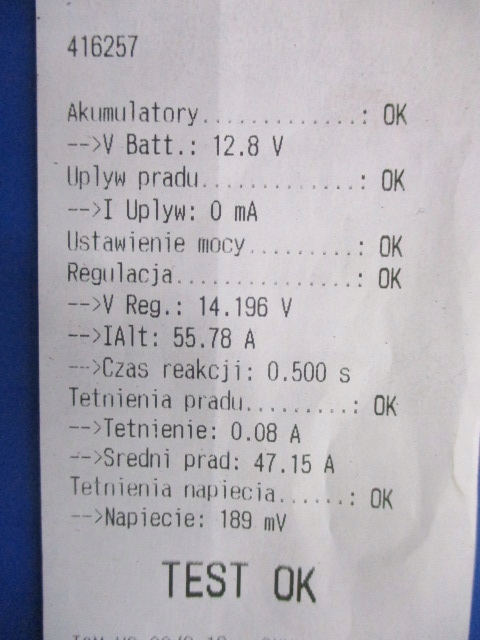 416257
Akumulatory.............: OK
-->V Batt.: 12.8 V
Uplyw pradu.............: OK
-->I Uplyw: 0 mA
Ustawienie mocy.........: OK
Regulacja...............: OK
-->V Reg.: 14.196 V
-->IAlt: 55.78 A
-->Czas reakcji: 0.500 s
Tetnienia pradu.........: OK
-->Tetnienie: 0.08 A
-->Sredni prad: 47.15 A
Tetnienia napiecia......: OK
-->Napiecie: 189 mV
TEST OK